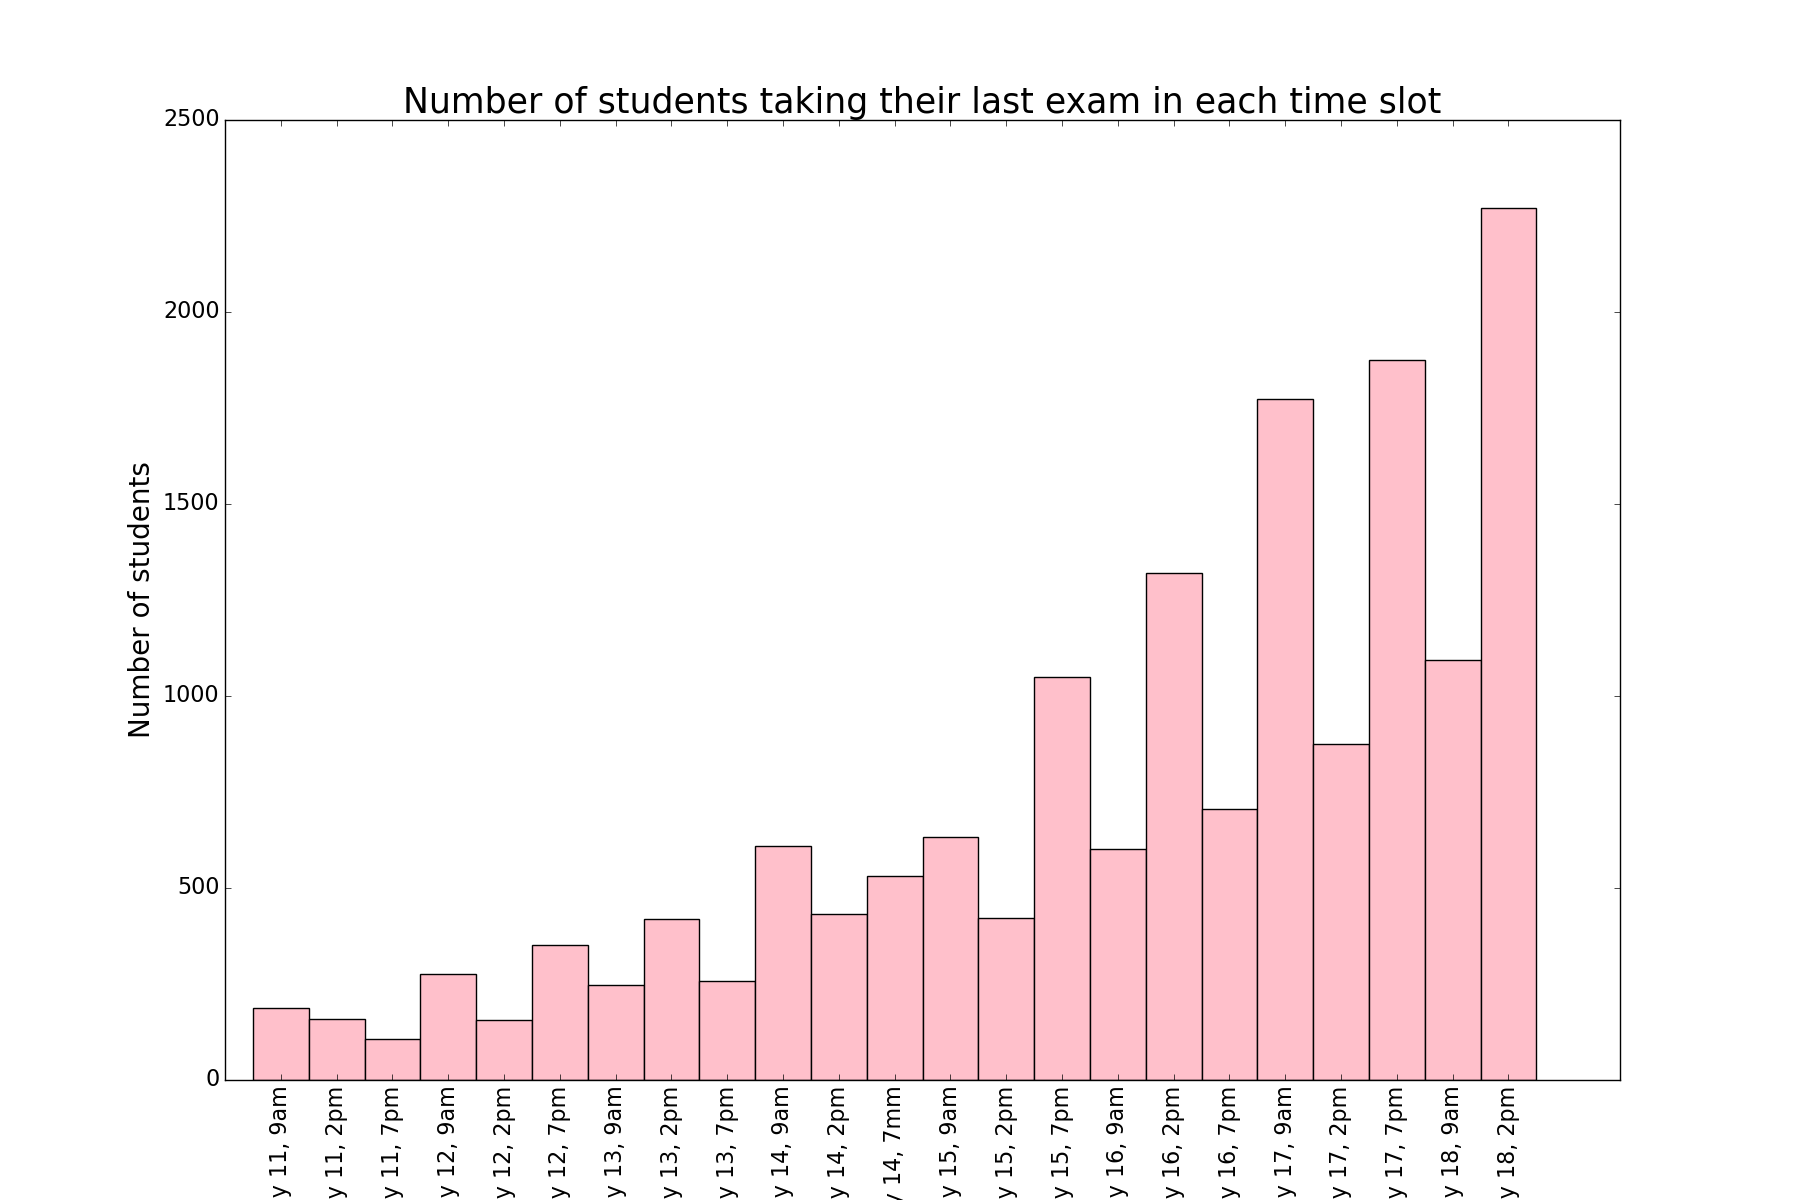 Number of students taking their last exam in each time slot
Number of students
2500
2000
1500
1000
500
0
y 11, 9am
y 11, 2pm
y 11, 7pm
y 12, 9am
y 12, 2pm
y 12, 7pm
y 13, 9am
y 13, 2pm
y 13, 7pm
y 14, 9am
y 14, 2pm
y 14, 7mm
y 15, 9am
y 15, 2pm
y 15, 7pm
y 16, 9am
y 16, 2pm
y 16, 7pm
y 17, 9am
y 17, 2pm
y 17, 7pm
y 18, 9am
y 18, 2pm